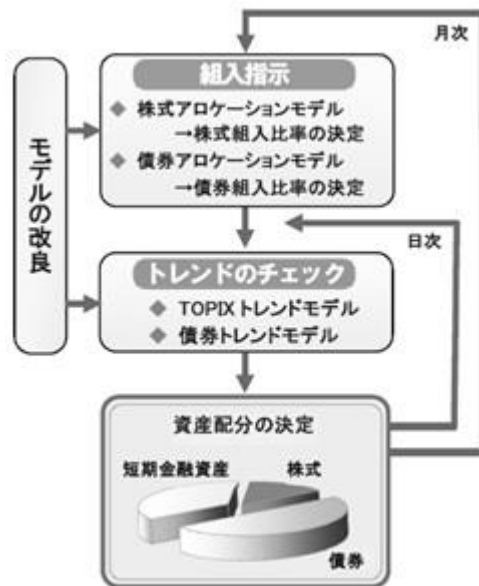 月次
組入指示
◆ 株式アロケーションモデル
→株式組入比率の決定
◆ 債券アロケーションモデル
→債券組入比率の決定
モデルの改良
日次
トレンドのチェック
◆ TOPIXトレンドモデル
◆ 債券トレンドモデル
資産配分の決定
短期金融資産
株式
債券